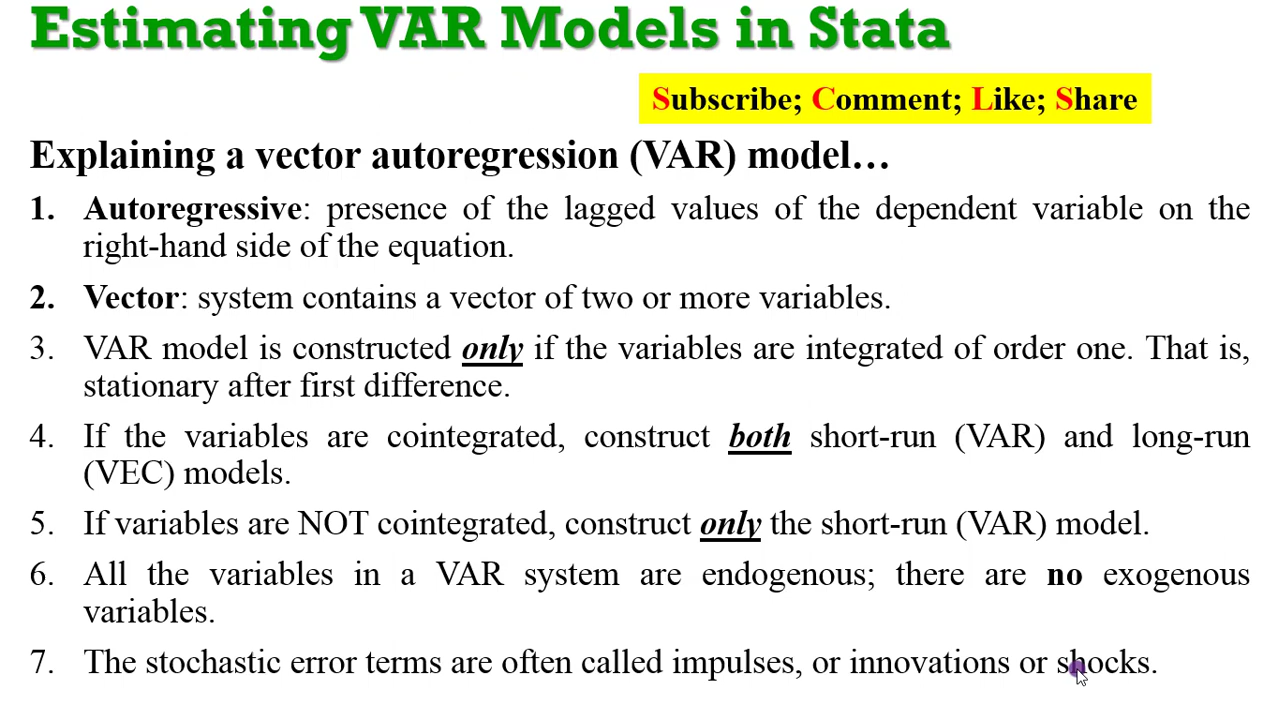 Estimating VAR Models in Stata
Subscribe; Comment; Like; Share
Explaining a vector autoregression (VAR) model…
1. Autoregressive: presence of the lagged values of the dependent variable on the
right-hand side of the equation.
2. Vector: system contains a vector of two or more variables.
3. VAR model is constructed only if the variables are integrated of order one. That is,
stationary after first difference.
4. If the variables are cointegrated, construct both short-run (VAR) and long-run
(VEC) models.
5. If variables are NOT cointegrated, construct only the short-run (VAR) model.
6. All the variables in a VAR system are endogenous; there are no exogenous
variables.
7. The stochastic error terms are often called impulses, or innovations or shocks.